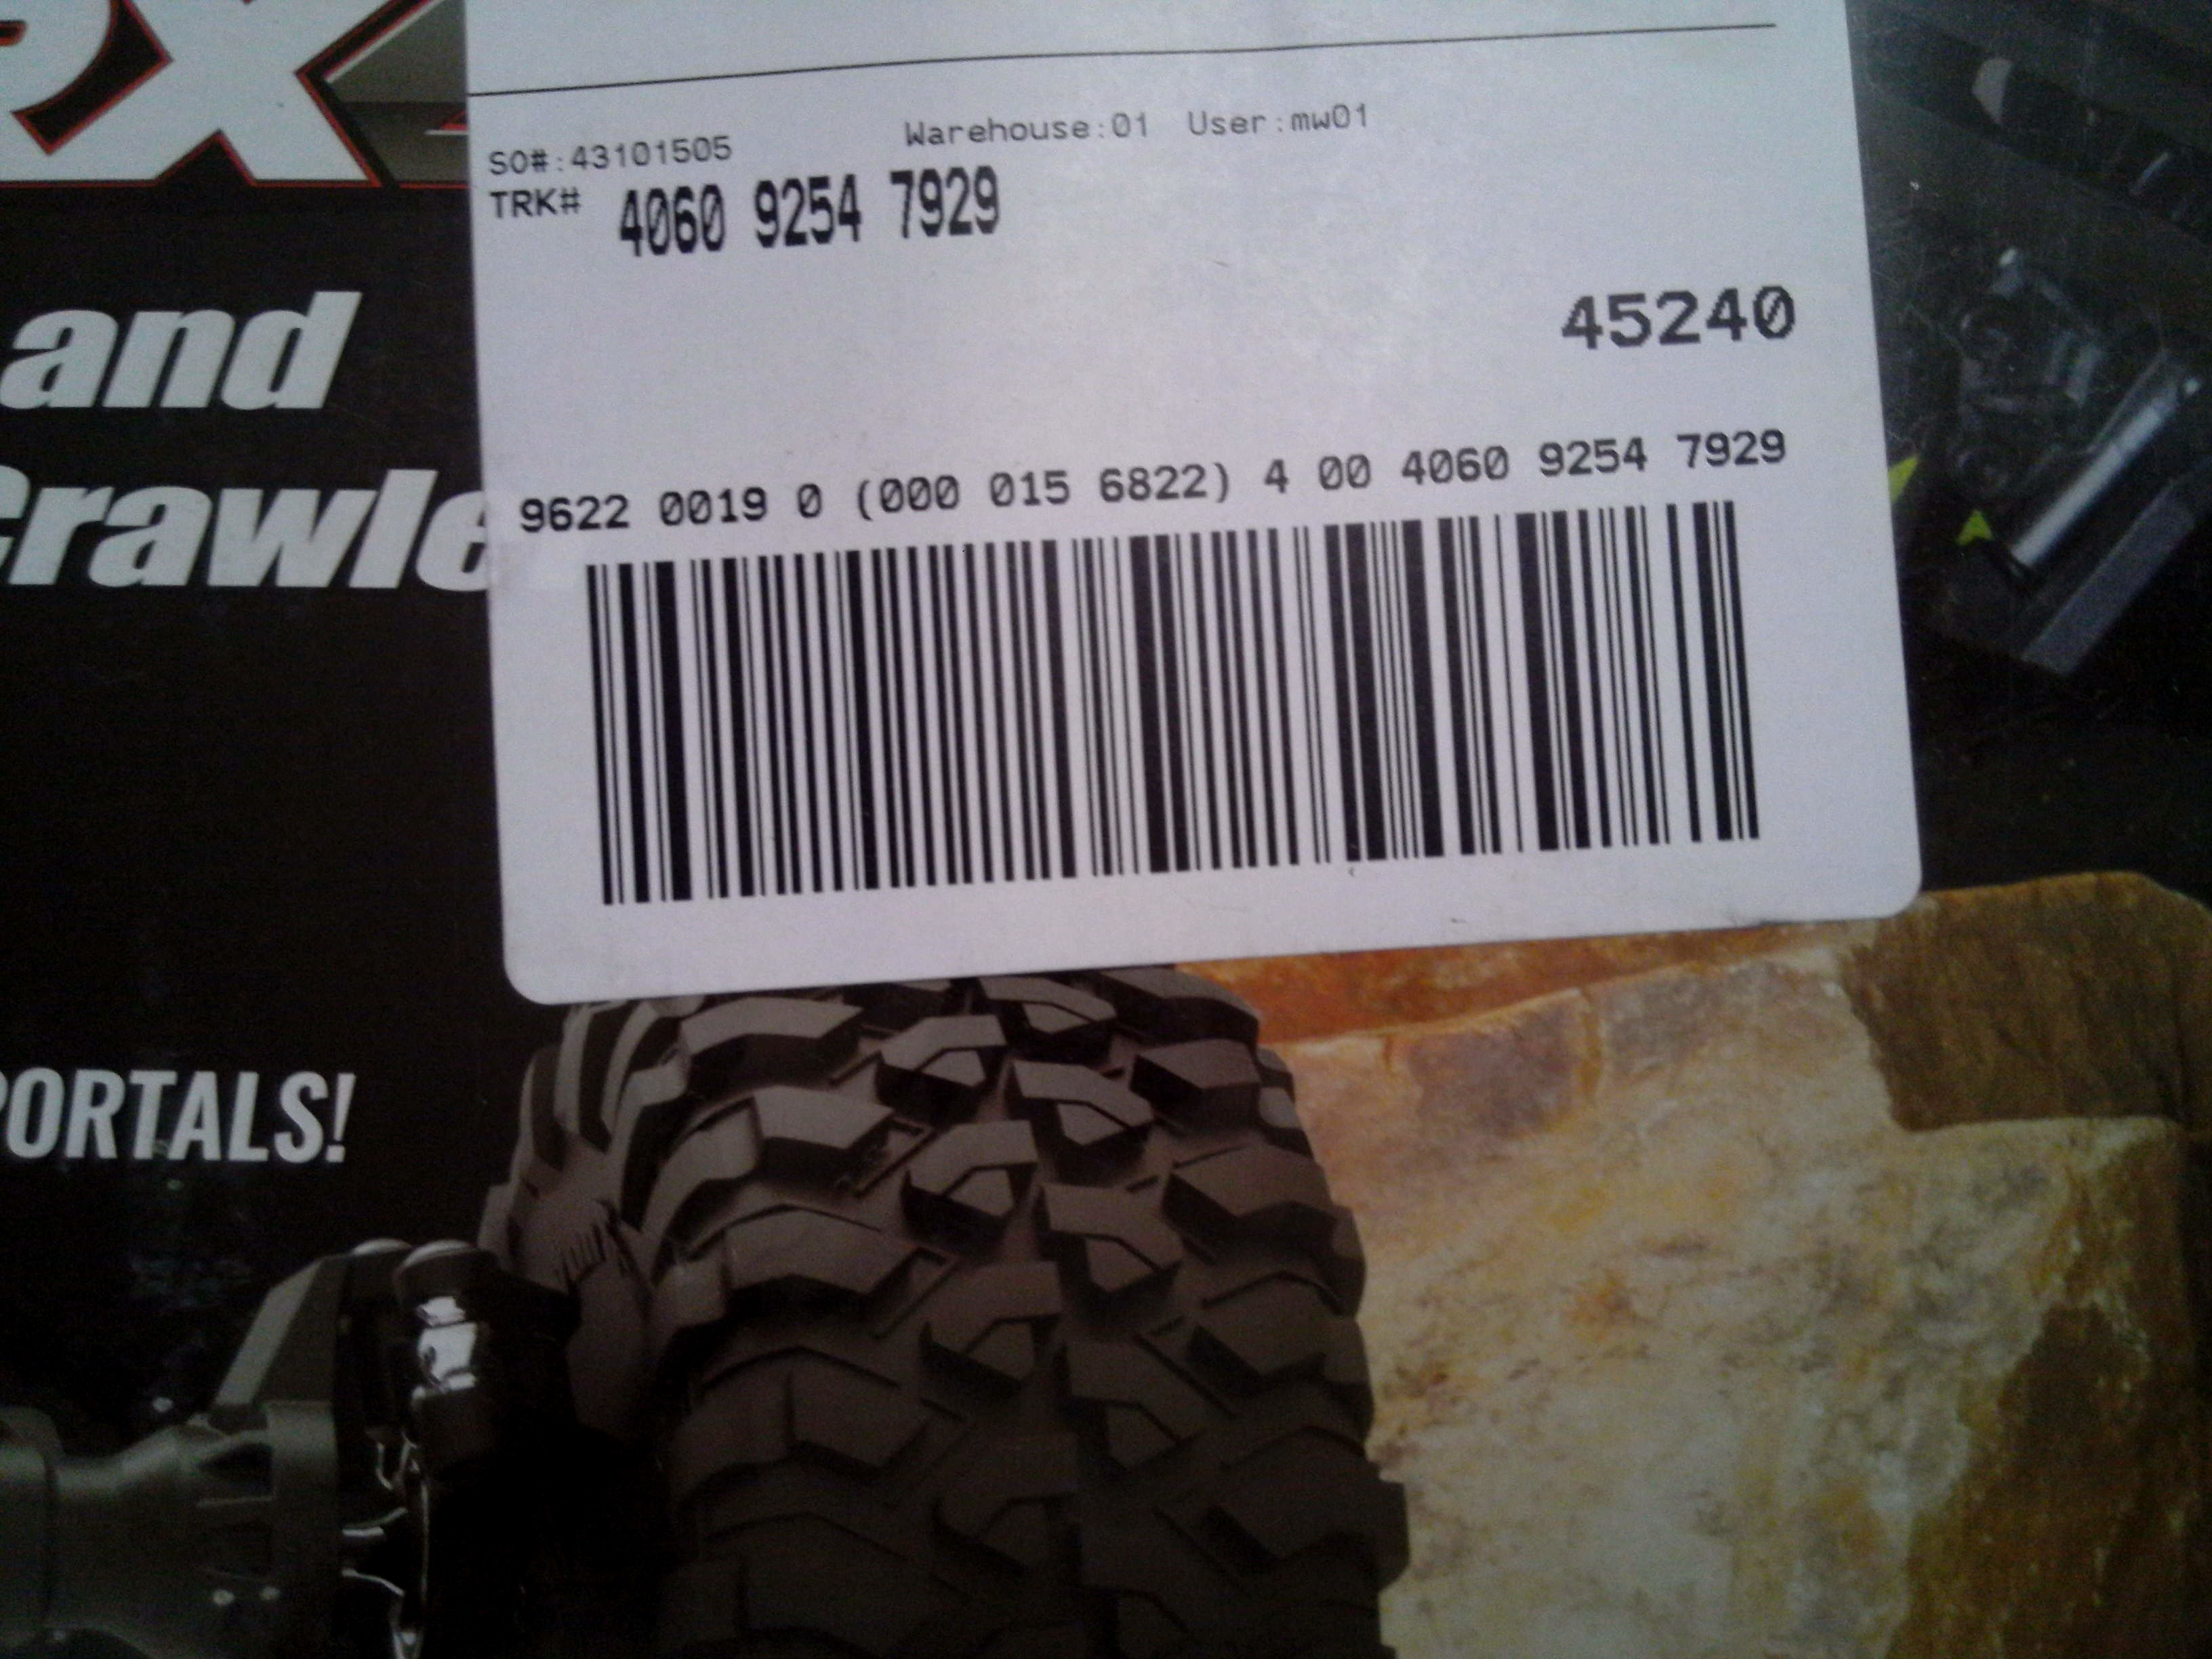 SO#:43101505 Warehouse:01 User:mw01
TRK# 4060 9254 7929
45240
9622 0019 0 (000 015 6822) 4 00 4060 9254 7929
and
Crawle
PORTALS!